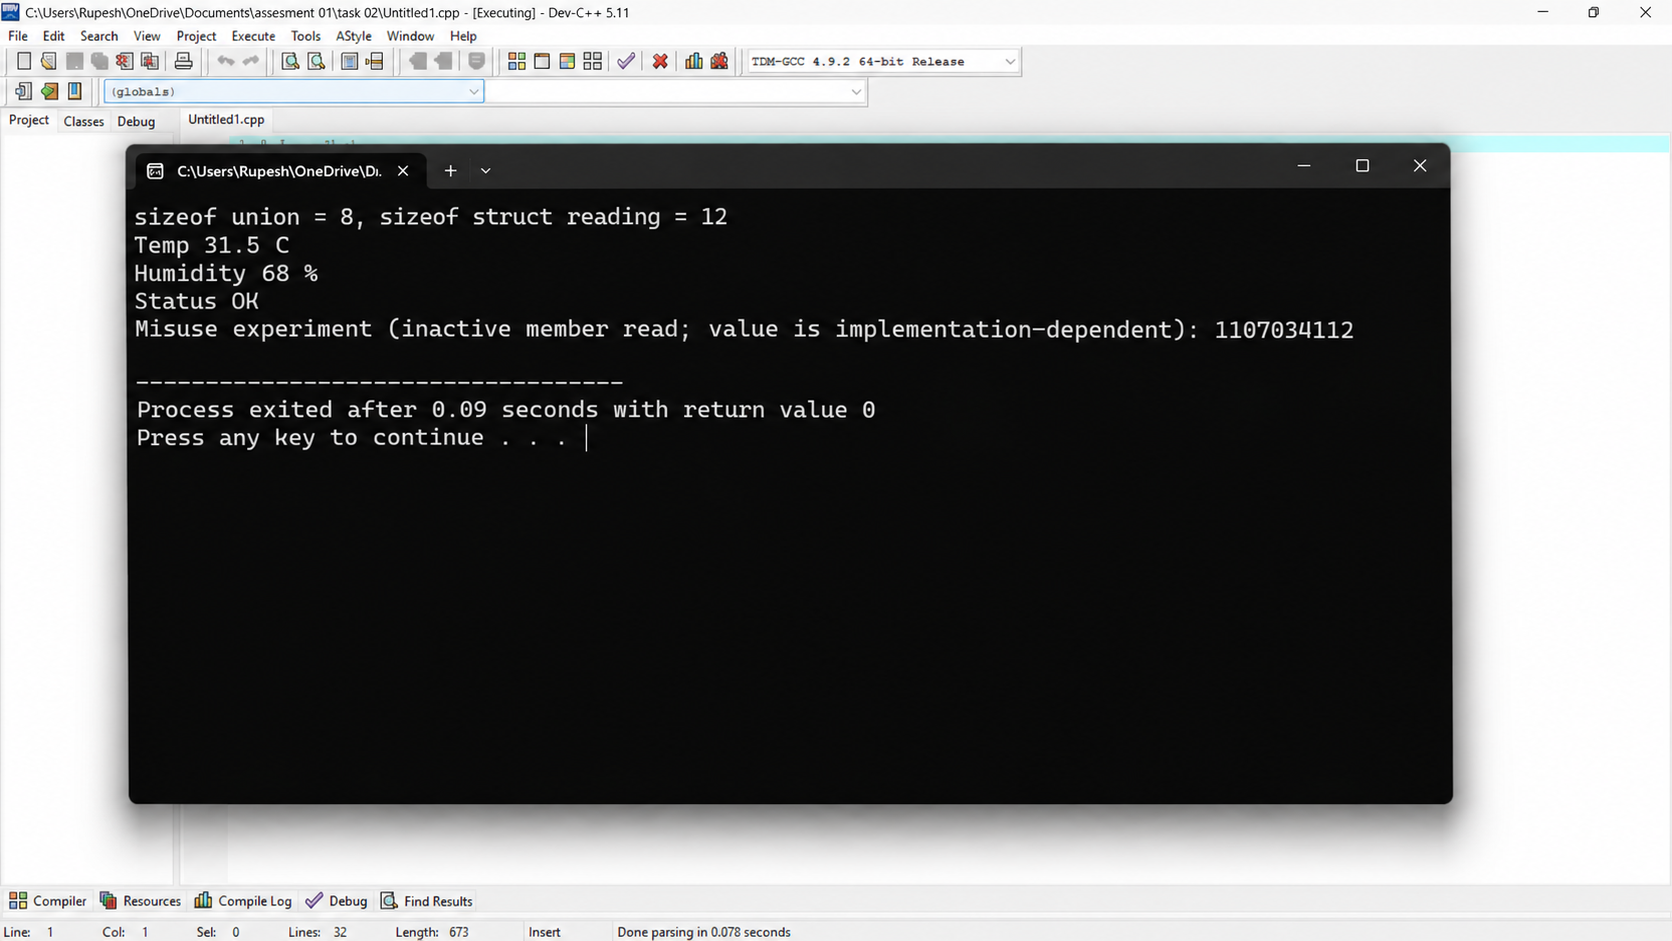 C:\Users\Rupesh\OneDrive\Documents\assesment 01\task 02\Untitled1.cpp - [Executing] - Dev-C++ 5.11
File Edit Search View Project Execute Tools AStyle Window Help
TDM-GCC 4.9.2 64-bit Release
(globals)
Project Classes Debug Untitled1.cpp
C:\Users\Rupesh\OneDrive\D
sizeof union = 8, sizeof struct reading = 12
Temp 31.5 C
Humidity 68 %
Status OK
Misuse experiment (inactive member read; value is implementation-dependent): 1107034112
-----------------------------------
Process exited after 0.09 seconds with return value 0
Press any key to continue . . .
Compiler Resources Compile Log Debug Find Results
Line: 1 Col: 1 Sel: 0 Lines: 32 Length: 673 Insert Done parsing in 0.078 seconds